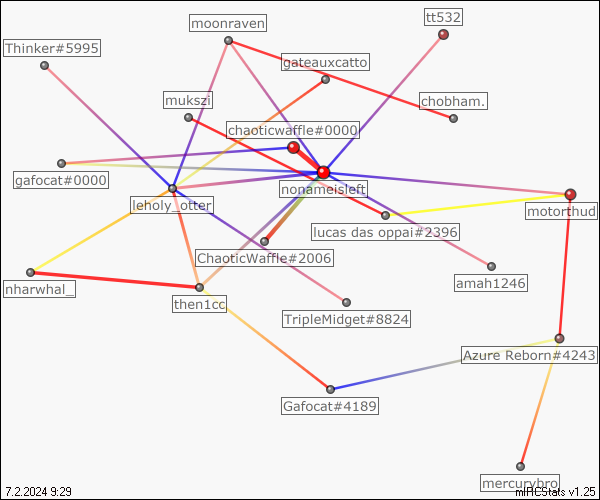 moonraven
tt532
Thinker#5995
gateauxcatto
mukszi
chobham.
chaoticwaffle#0000
gafocat#0000
nonameisleft
leholy_otter
motorthud
lucas das oppai#2396
ChaoticWaffle#2006
amah1246
nharwhal_
then1cc
TripleMidget#8824
Azure Reborn#4243
Gafocat#4189
mercurybro
7.2.2024 9:29
mIRCStats v1.25